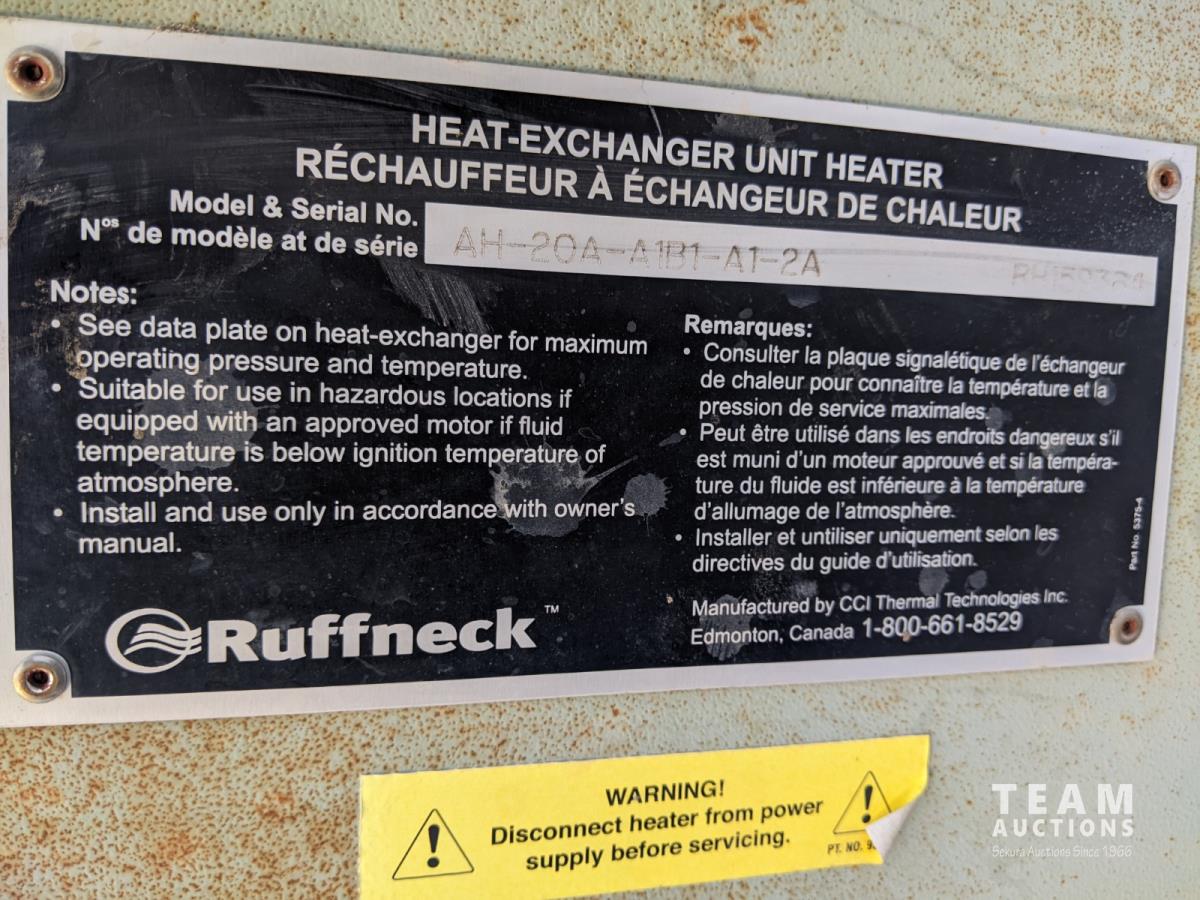 HEAT-EXCHANGER UNIT HEATER
RÉCHAUFFEUR À ÉCHANGEUR DE CHALEUR
Model & Serial No.
Nos de modèle at de série
AH-20A-A1B1-A1-2A
Notes:
• See data plate on heat-exchanger for maximum
operating pressure and temperature.
• Suitable for use in hazardous locations if
equipped with an approved motor if fluid
temperature is below ignition temperature of
atmosphere.
• Install and use only in accordance with owner's
manual.
Ruffneck™
Remarques:
• Consulter la plaque signalétique de l'échangeur
de chaleur pour connaître la température et la
pression de service maximales.
• Peut être utilisé dans les endroits dangereux s'il
est muni d'un moteur approuvé et si la tempéra-
ture du fluide est inférieure à la température
d'allumage de l'atmosphère.
• Installer et untiliser uniquement selon les
directives du guide d'utilisation.
Manufactured by CCI Thermal Technologies Inc.
Edmonton, Canada 1-800-661-8529
Part No. 5375-4
WARNING!
Disconnect heater from power
supply before servicing.
PT. NO.
TEAM
AUCTIONS
Sekura Auctions Since 1966